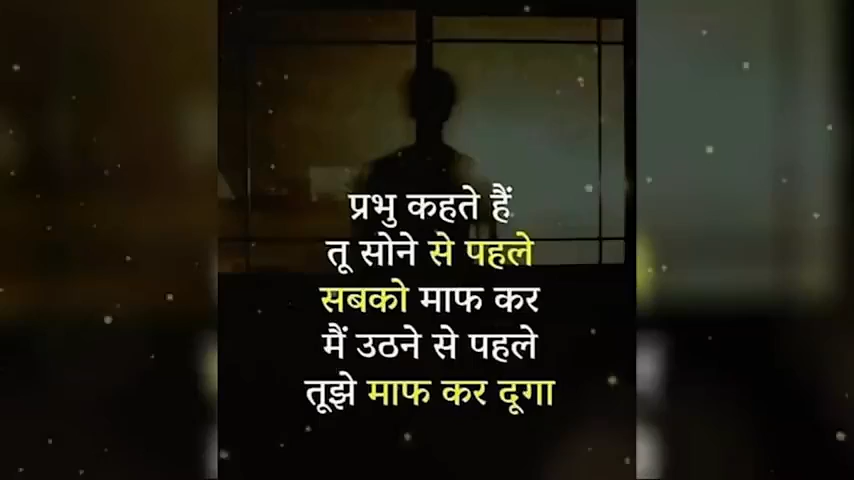 प्रभु कहते हैं
तू सोने से पहले
सबको माफ कर
मैं उठने से पहले
तूझे माफ कर दूगा